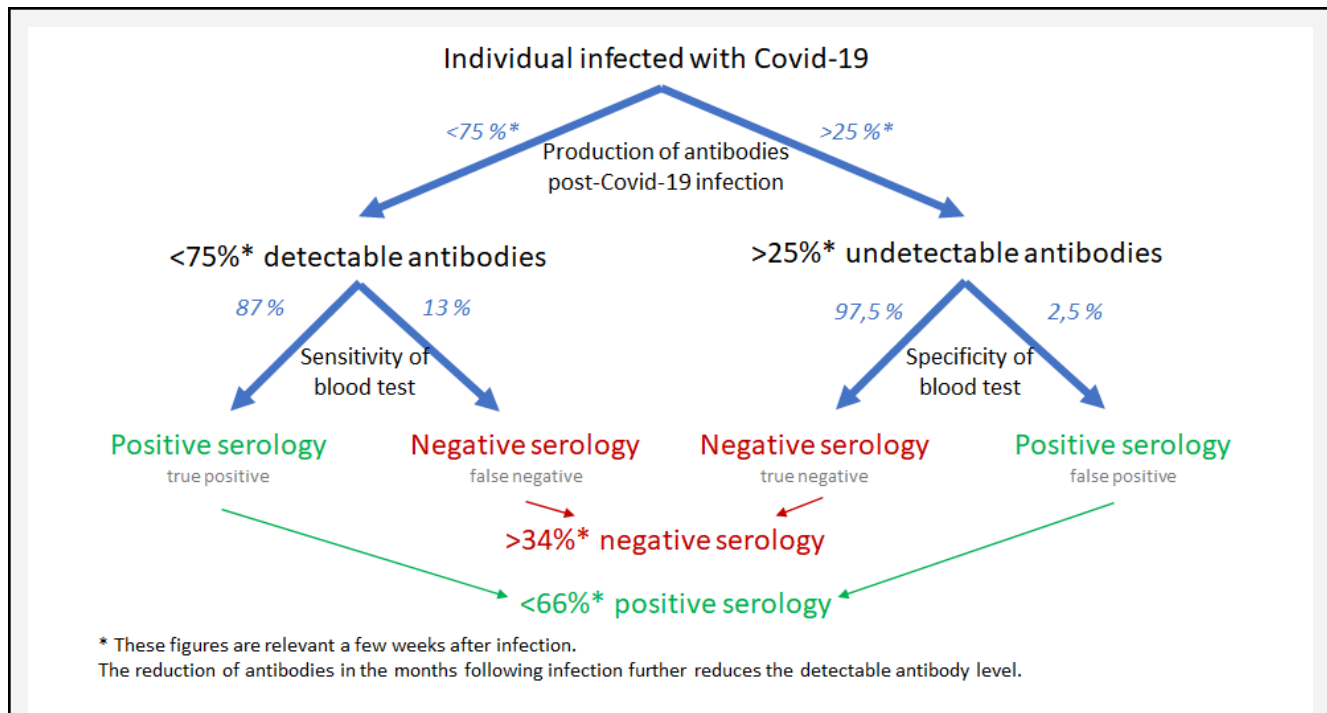 Individual infected with Covid-19
<75 %*
>25 %*
Production of antibodies
post-Covid-19 infection
<75%* detectable antibodies
>25%* undetectable antibodies
87 %
13 %
97,5 %
2,5 %
Sensitivity of
blood test
Specificity of
blood test
Positive serology
true positive
Negative serology
false negative
Negative serology
true negative
Positive serology
false positive
>34%* negative serology
<66%* positive serology
* These figures are relevant a few weeks after infection.
The reduction of antibodies in the months following infection further reduces the detectable antibody level.